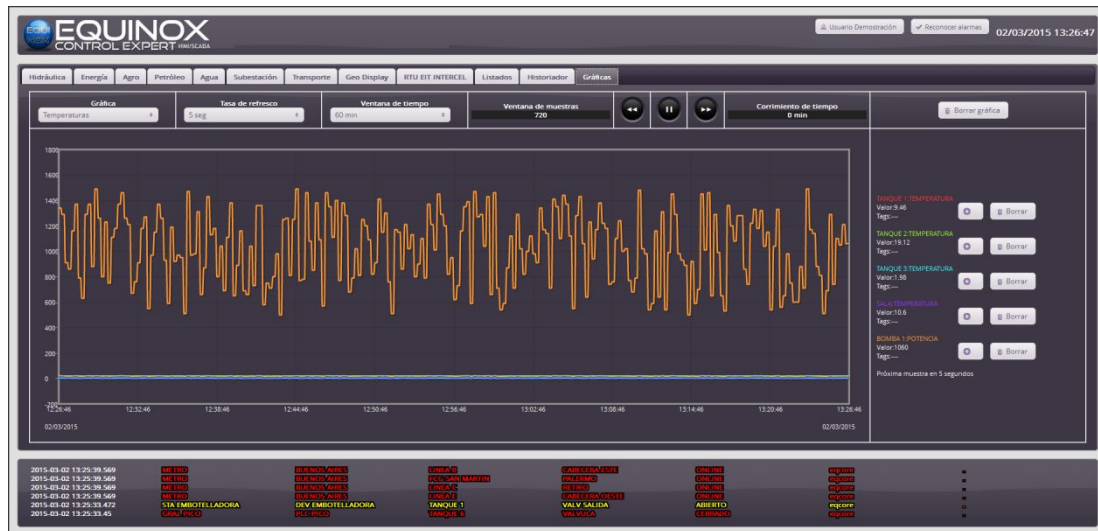 EQUINOX
CONTROL EXPERT HMI/SCADA
Usuario Demostración
Reconocer alarmas
02/03/2015 13:26:47
Hidráulica Energía Agro Petróleo Agua Subestación Transporte Geo Display RTU EIT INTERCEL Listados Historiador Gráficas
Gráfica
Temperaturas
Tasa de refresco
5 seg
Ventana de tiempo
60 min
Ventana de muestras
720
Corrimiento de tiempo
0 min
Borrar gráfica
1800
1600
1400
1200
1000
800
600
400
200
0
-200
12:26:46 12:32:46 12:38:46 12:44:46 12:50:46 12:56:46 13:02:46 13:08:46 13:14:46 13:20:46 13:26:46
02/03/2015 02/03/2015
TANQUE 1:TEMPERATURA
Valor:9.46
Tags:---
Borrar
TANQUE 2:TEMPERATURA
Valor:19.12
Tags:---
Borrar
TANQUE 3:TEMPERATURA
Valor:1.98
Tags:---
Borrar
SALA:TEMPERATURA
Valor:10.6
Tags:---
Borrar
BOMBA 1:POTENCIA
Valor:1060
Tags:---
Borrar
Próxima muestra en 5 segundos
2015-03-02 13:25:39.569 METRO BUENOS AIRES LINEA B CABECERA ESTE ONLINE eqcore
2015-03-02 13:25:39.569 METRO BUENOS AIRES FCG SAN MARTIN PALERMO ONLINE eqcore
2015-03-02 13:25:39.569 METRO BUENOS AIRES LINEA C RETIRO ONLINE eqcore
2015-03-02 13:25:39.569 METRO BUENOS AIRES LINEA E CABECERA OESTE ONLINE eqcore
2015-03-02 13:25:33.472 STA EMBOTELLADORA DEV EMBOTELLADORA TANQUE 1 VALV SALIDA ABIERTO eqcore
2015-03-02 13:25:33.45 GRAL PICO PLC-PICO TANQUE 6 VALVULA CERRADO eqcore